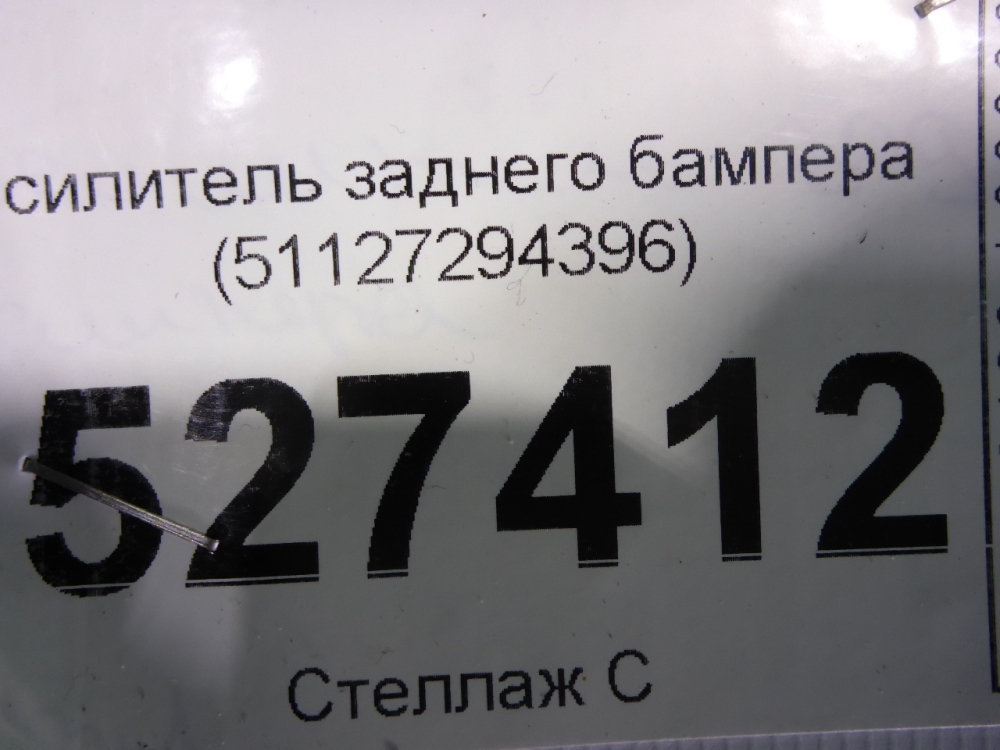 силитель заднего бампера
(51127294396)
527412
Стеллаж С